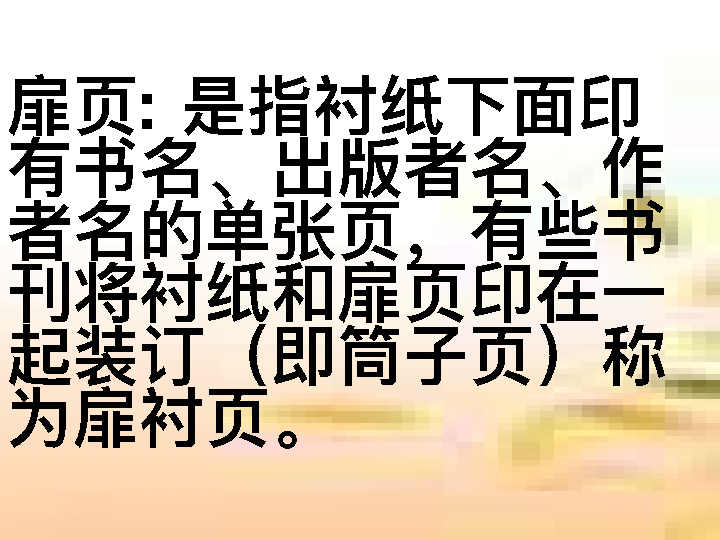 扉页: 是指衬纸下面印
有书名、出版者名、作
者名的单张页，有些书
刊将衬纸和扉页印在一
起装订（即筒子页）称
为扉衬页。